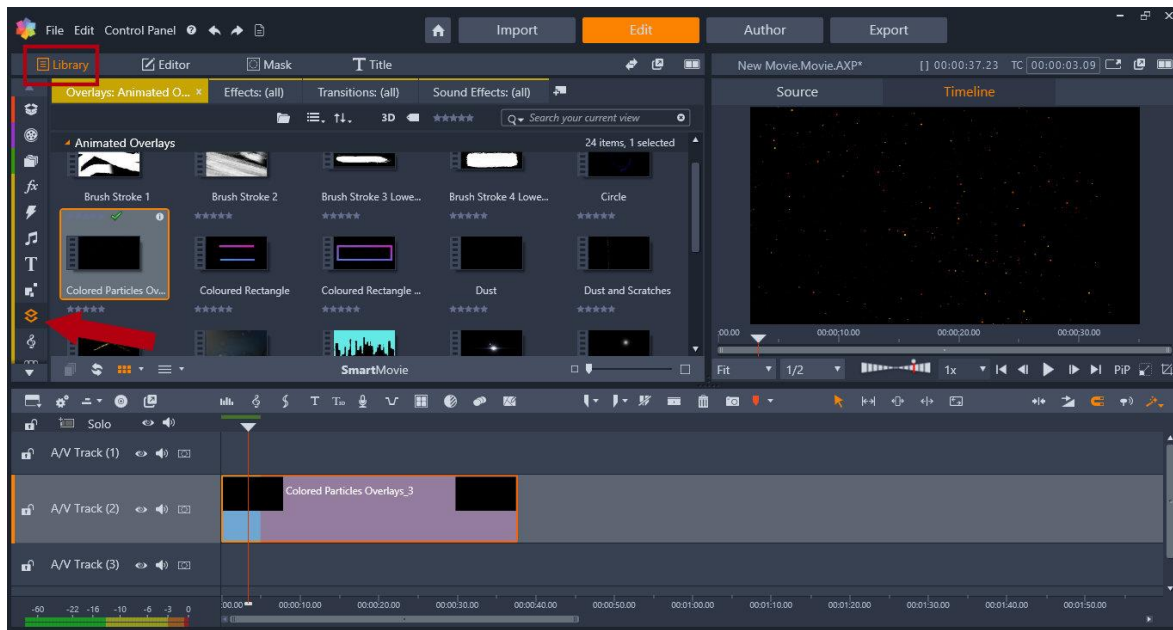 File Edit Control Panel Import Edit Author Export
Library Editor Mask Title New Movie.Movie.AXP* [] 00:00:37.23 TC 00:00:03.09
Overlays: Animated O... × Effects: (all) Transitions: (all) Sound Effects: (all) Source Timeline
3D Search your current view
Animated Overlays 24 items, 1 selected
Brush Stroke 1 Brush Stroke 2 Brush Stroke 3 Lowe... Brush Stroke 4 Lowe... Circle
Colored Particles Ov... Coloured Rectangle Coloured Rectangle ... Dust Dust and Scratches
:00.00 00:00:10.00 00:00:20.00 00:00:30.00
SmartMovie Fit 1/2 1x PiP
Solo
A/V Track (1)
Colored Particles Overlays_3
A/V Track (2)
A/V Track (3)
-60 -22 -16 -10 -6 -3 0 :00.00 00:00:10.00 00:00:20.00 00:00:30.00 00:00:40.00 00:00:50.00 00:01:00.00 00:01:10.00 00:01:20.00 00:01:30.00 00:01:40.00 00:01:50.00